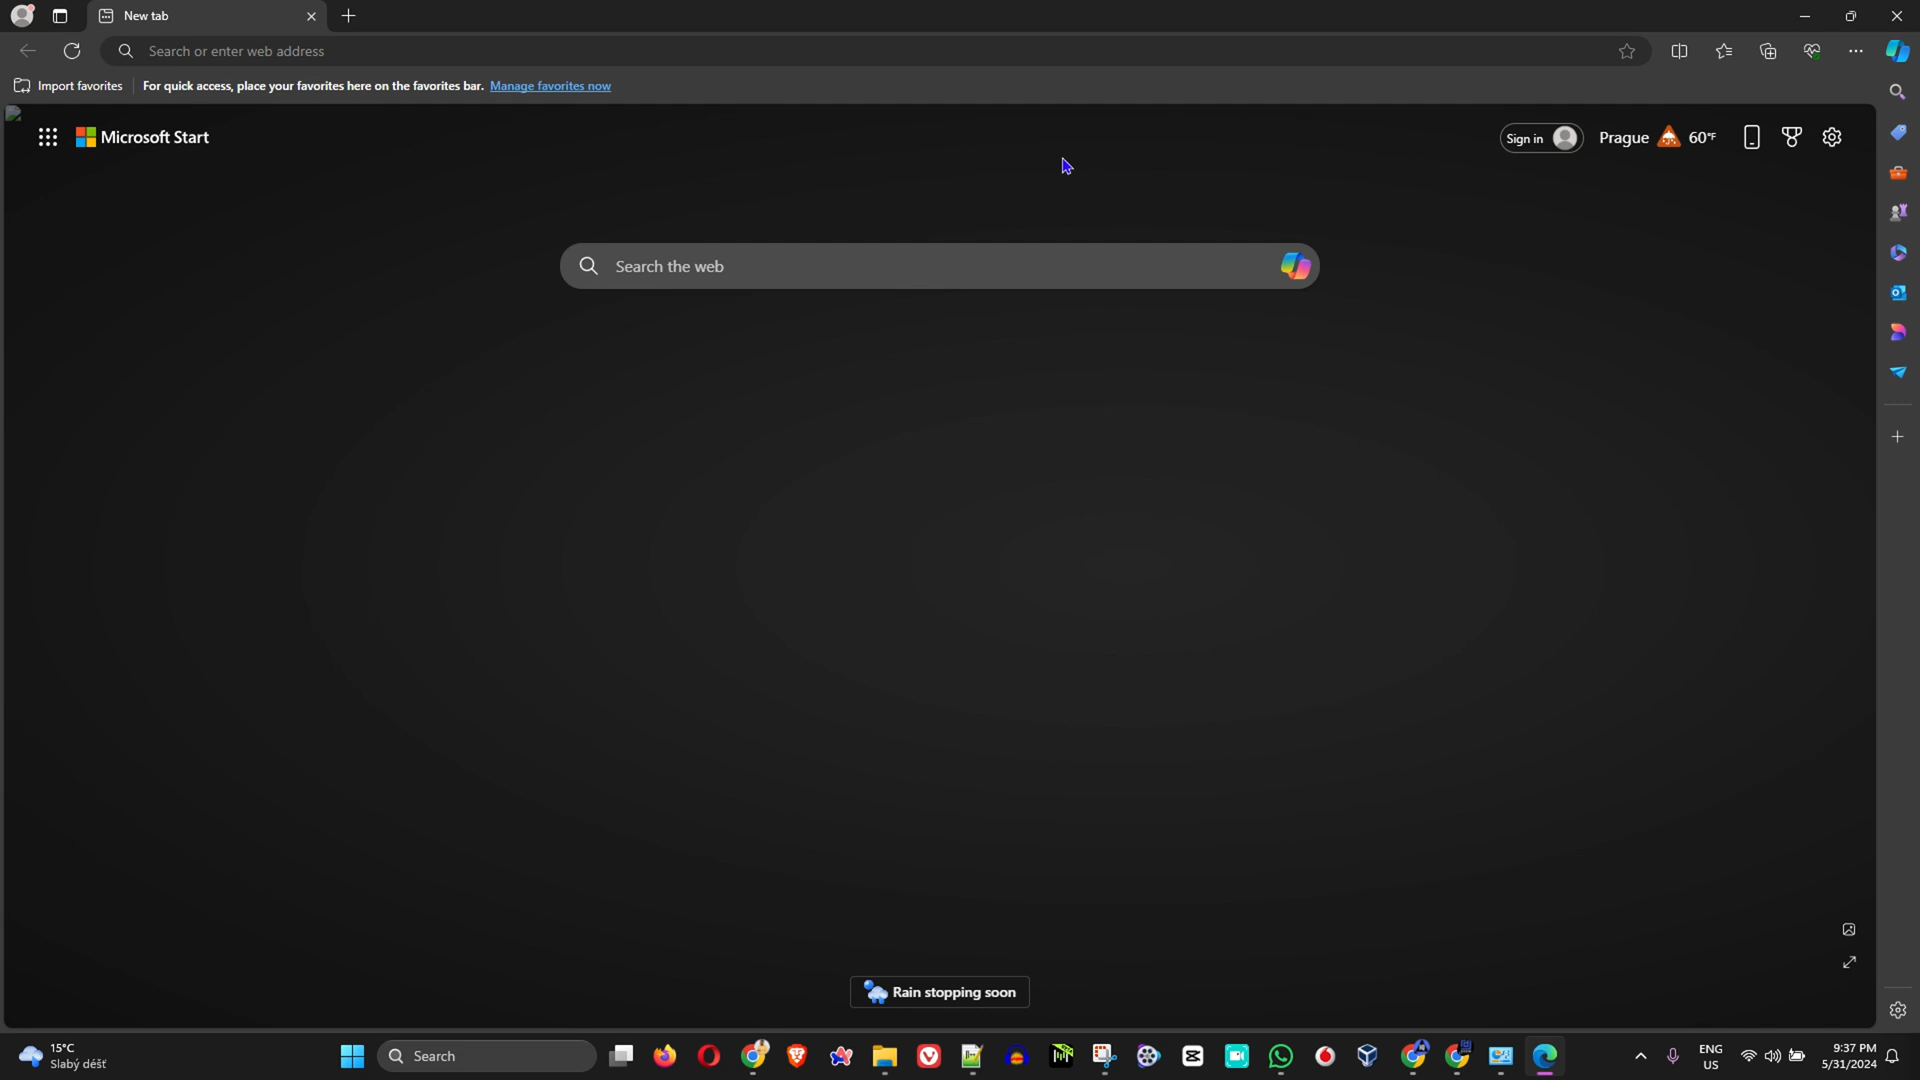 New tab
Search or enter web address
Import favorites
For quick access, place your favorites here on the favorites bar. Manage favorites now
Microsoft Start
Sign in
Prague
60°F
Search the web
Rain stopping soon
15°C
Slabý déšť
Search
ENG
US
9:37 PM
5/31/2024